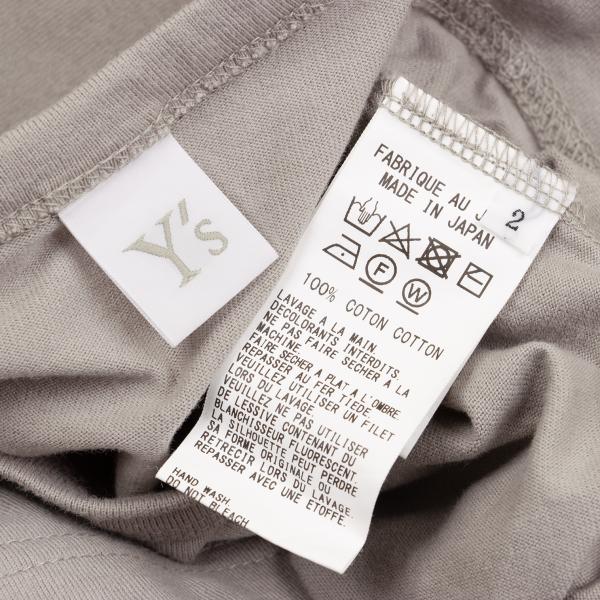 Y's
FABRIQUE AU J
MADE IN JAPAN
2
F W
100% COTON COTTON
LAVAGE A LA MAIN
DECOLORANTS INTERDITS.
NE PAS FAIRE SECHER A LA
MACHINE.
FAIRE SECHER A PLAT A L'OMBRE.
REPASSER AU FER TIEDE.
VEUILLEZ UTILISER UN FILET
LORS DU LAVAGE.
VEUILLEZ NE PAS UTILISER
DE LESSIVE CONTENANT DU
BLANCHISSEUR FLUORESCENT.
LA SILHOUETTE PEUT PERDRE
SA FORME ORIGINALE OU
RETRECIR LORS DU LAVAGE.
REPASSER AVEC UNE ETOFFE.
HAND WASH.
DO NOT BLEACH